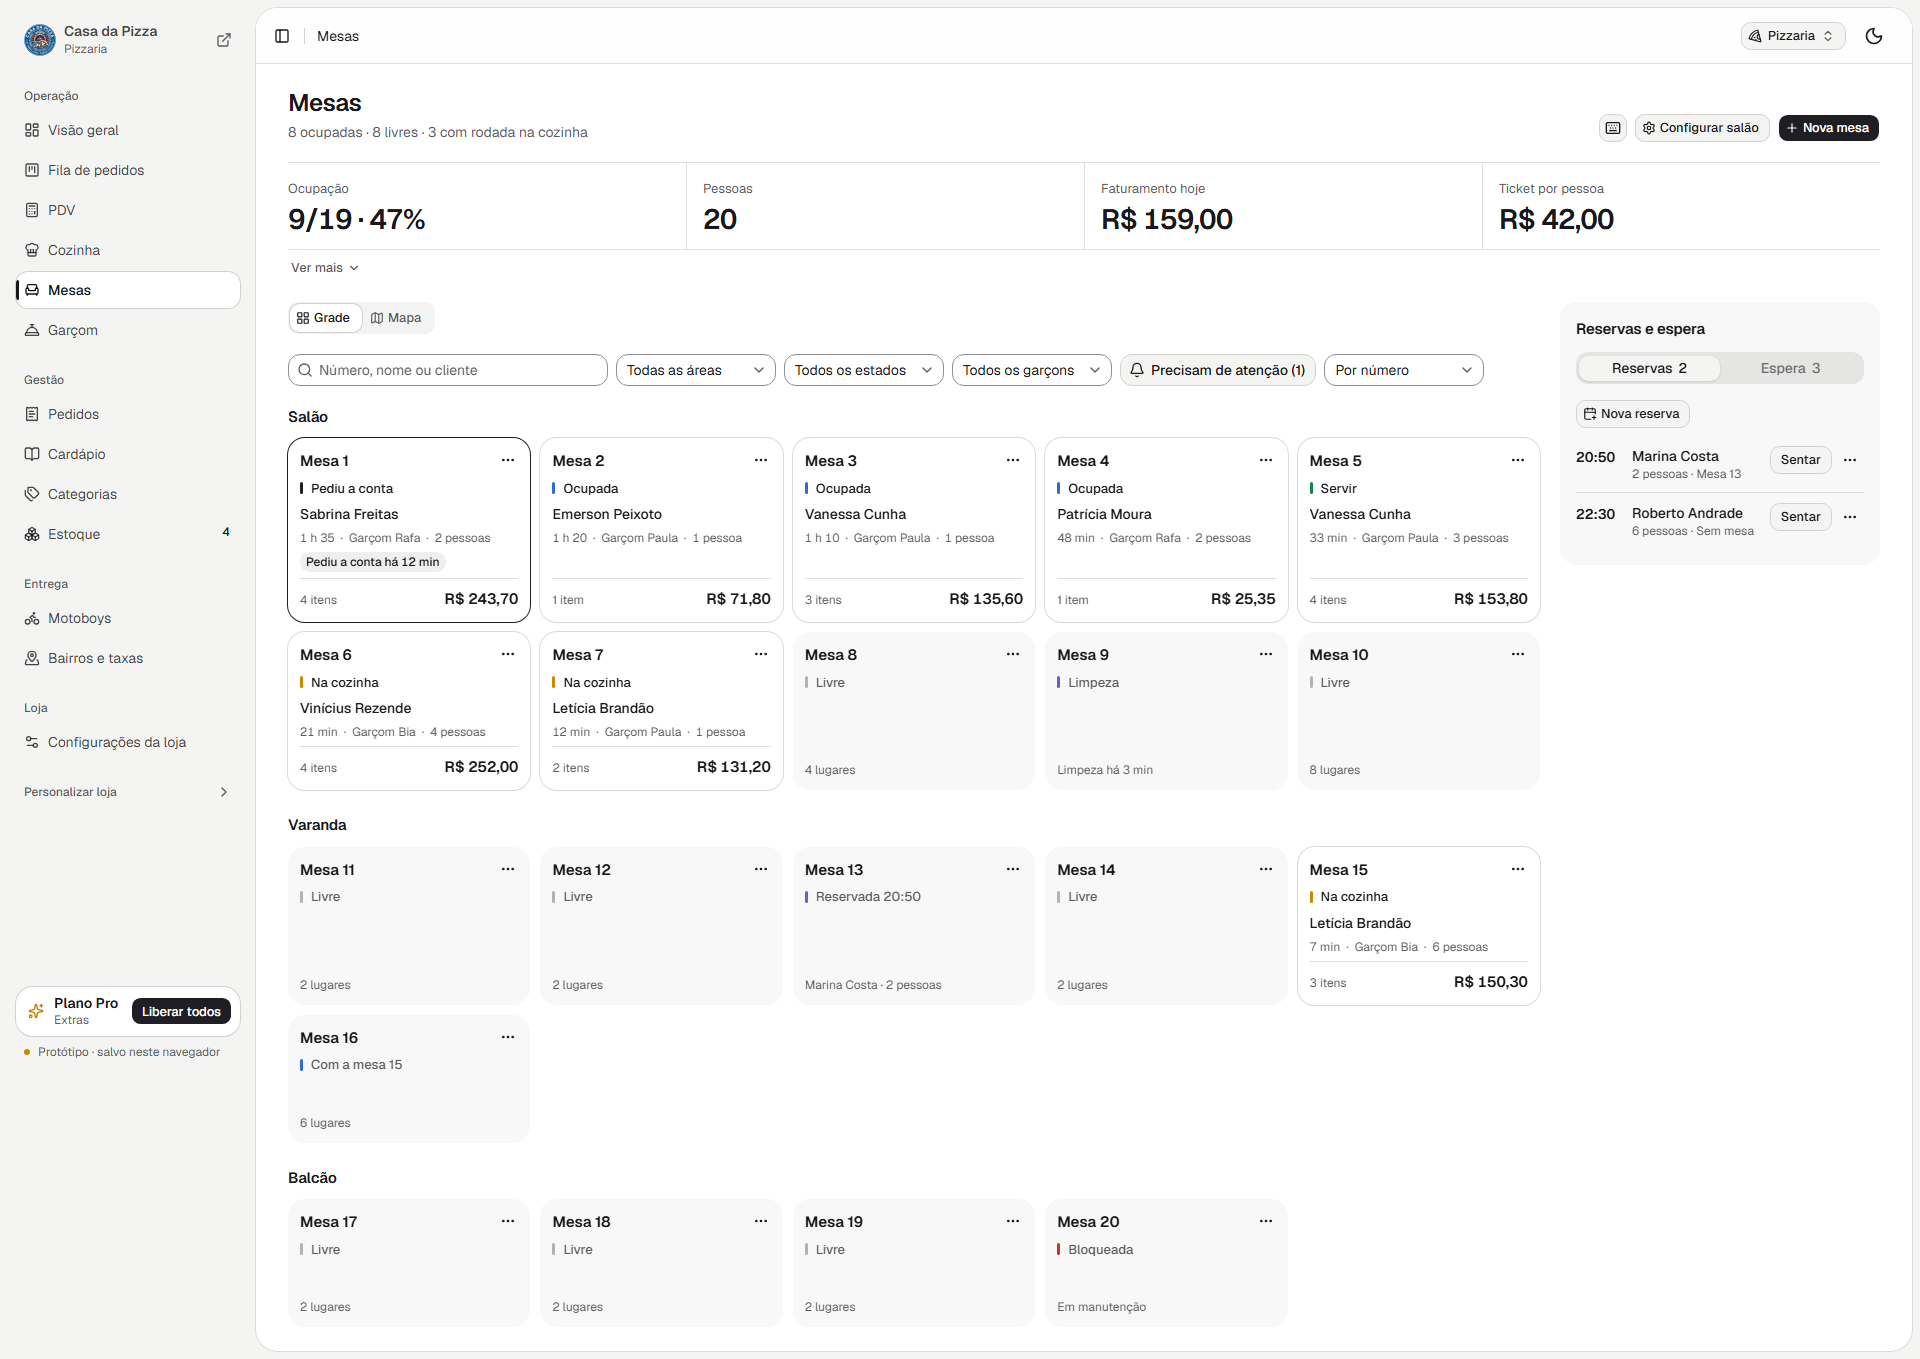 Casa da Pizza
Pizzaria
Operação
Visão geral
Fila de pedidos
PDV
Cozinha
Mesas
Garçom
Gestão
Pedidos
Cardápio
Categorias
Estoque 4
Entrega
Motoboys
Bairros e taxas
Loja
Configurações da loja
Personalizar loja
Plano Pro
Extras
Liberar todos
Protótipo · salvo neste navegador
Mesas
Pizzaria
Mesas
8 ocupadas · 8 livres · 3 com rodada na cozinha
Configurar salão
Nova mesa
Ocupação
9/19 · 47%
Pessoas
20
Faturamento hoje
R$ 159,00
Ticket por pessoa
R$ 42,00
Ver mais
Grade Mapa
Número, nome ou cliente
Todas as áreas
Todos os estados
Todos os garçons
Precisam de atenção (1)
Por número
Salão
Mesa 1
Pediu a conta
Sabrina Freitas
1 h 35 · Garçom Rafa · 2 pessoas
Pediu a conta há 12 min
4 itens R$ 243,70
Mesa 2
Ocupada
Emerson Peixoto
1 h 20 · Garçom Paula · 1 pessoa
1 item R$ 71,80
Mesa 3
Ocupada
Vanessa Cunha
1 h 10 · Garçom Paula · 1 pessoa
3 itens R$ 135,60
Mesa 4
Ocupada
Patrícia Moura
48 min · Garçom Rafa · 2 pessoas
1 item R$ 25,35
Mesa 5
Servir
Vanessa Cunha
33 min · Garçom Paula · 3 pessoas
4 itens R$ 153,80
Mesa 6
Na cozinha
Vinícius Rezende
21 min · Garçom Bia · 4 pessoas
4 itens R$ 252,00
Mesa 7
Na cozinha
Letícia Brandão
12 min · Garçom Paula · 1 pessoa
2 itens R$ 131,20
Mesa 8
Livre
4 lugares
Mesa 9
Limpeza
Limpeza há 3 min
Mesa 10
Livre
8 lugares
Varanda
Mesa 11
Livre
2 lugares
Mesa 12
Livre
2 lugares
Mesa 13
Reservada 20:50
Marina Costa · 2 pessoas
Mesa 14
Livre
2 lugares
Mesa 15
Na cozinha
Letícia Brandão
7 min · Garçom Bia · 6 pessoas
3 itens R$ 150,30
Mesa 16
Com a mesa 15
6 lugares
Balcão
Mesa 17
Livre
2 lugares
Mesa 18
Livre
2 lugares
Mesa 19
Livre
2 lugares
Mesa 20
Bloqueada
Em manutenção
Reservas e espera
Reservas 2 Espera 3
Nova reserva
20:50 Marina Costa
2 pessoas · Mesa 13
Sentar
22:30 Roberto Andrade
6 pessoas · Sem mesa
Sentar